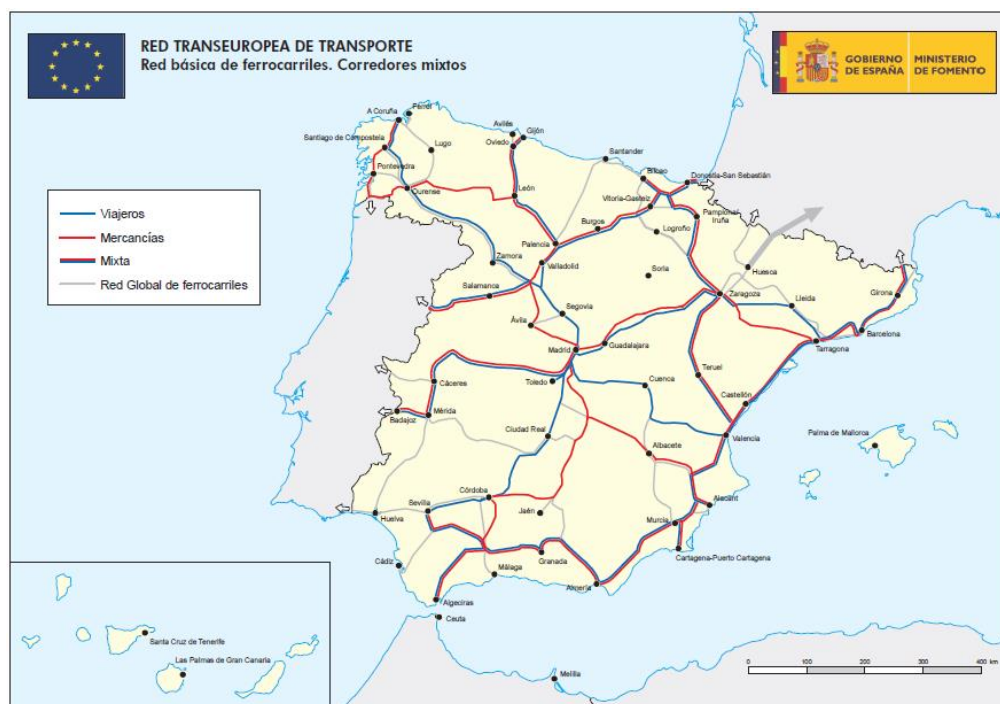 RED TRANSEUROPEA DE TRANSPORTE
Red básica de ferrocarriles. Corredores mixtos
GOBIERNO
DE ESPAÑA
MINISTERIO
DE FOMENTO
Viajeros
Mercancías
Mixta
Red Global de ferrocarriles
A Coruña
Ferrol
Avilés
Gijón
Oviedo
Santander
Santiago de Compostela
Lugo
Bilbao
Donostia-San Sebastián
Pontevedra
Ourense
León
Vitoria-Gasteiz
Pamplona/
Iruña
Burgos
Logroño
Palencia
Huesca
Zamora
Valladolid
Soria
Girona
Salamanca
Segovia
Zaragoza
Lleida
Barcelona
Ávila
Tarragona
Madrid
Guadalajara
Teruel
Cáceres
Toledo
Cuenca
Castellón
Badajoz
Mérida
Ciudad Real
Valencia
Palma de Mallorca
Albacete
Córdoba
Sevilla
Alacant
Huelva
Jaén
Murcia
Cartagena-Puerto Cartagena
Cádiz
Granada
Málaga
Almería
Algeciras
Ceuta
Melilla
Santa Cruz de Tenerife
Las Palmas de Gran Canaria
0 100 200 300 400 km